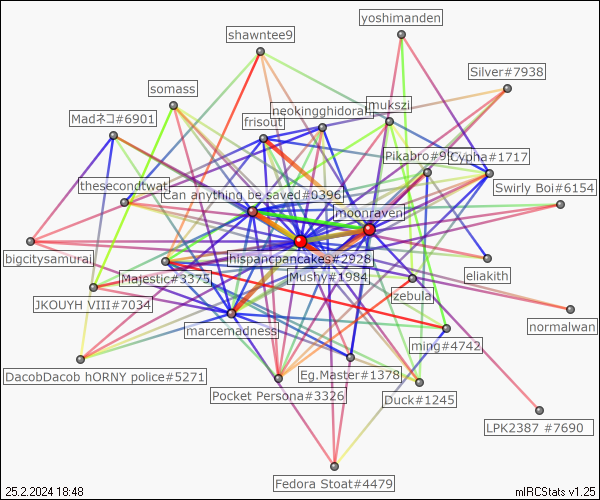 yoshimanden
shawntee9
Silver#7938
somass
neokingghidorah
mukszi
Madネコ#6901
frisout
Pikabro#9
Cypha#1717
thesecondtwat
Can anything be saved#0396
Swirly Boi#6154
moonraven
bigcitysamurai
hispancpancakes#2928
eliakith
Majestic#3375
Mushy#1984
JKOUYH VIII#7034
zebula
normalwan
marcemadness
ming#4742
DacobDacob hORNY police#5271
Eg.Master#1378
Pocket Persona#3326
Duck#1245
LPK2387 #7690
Fedora Stoat#4479
25.2.2024 18:48
mIRCStats v1.25